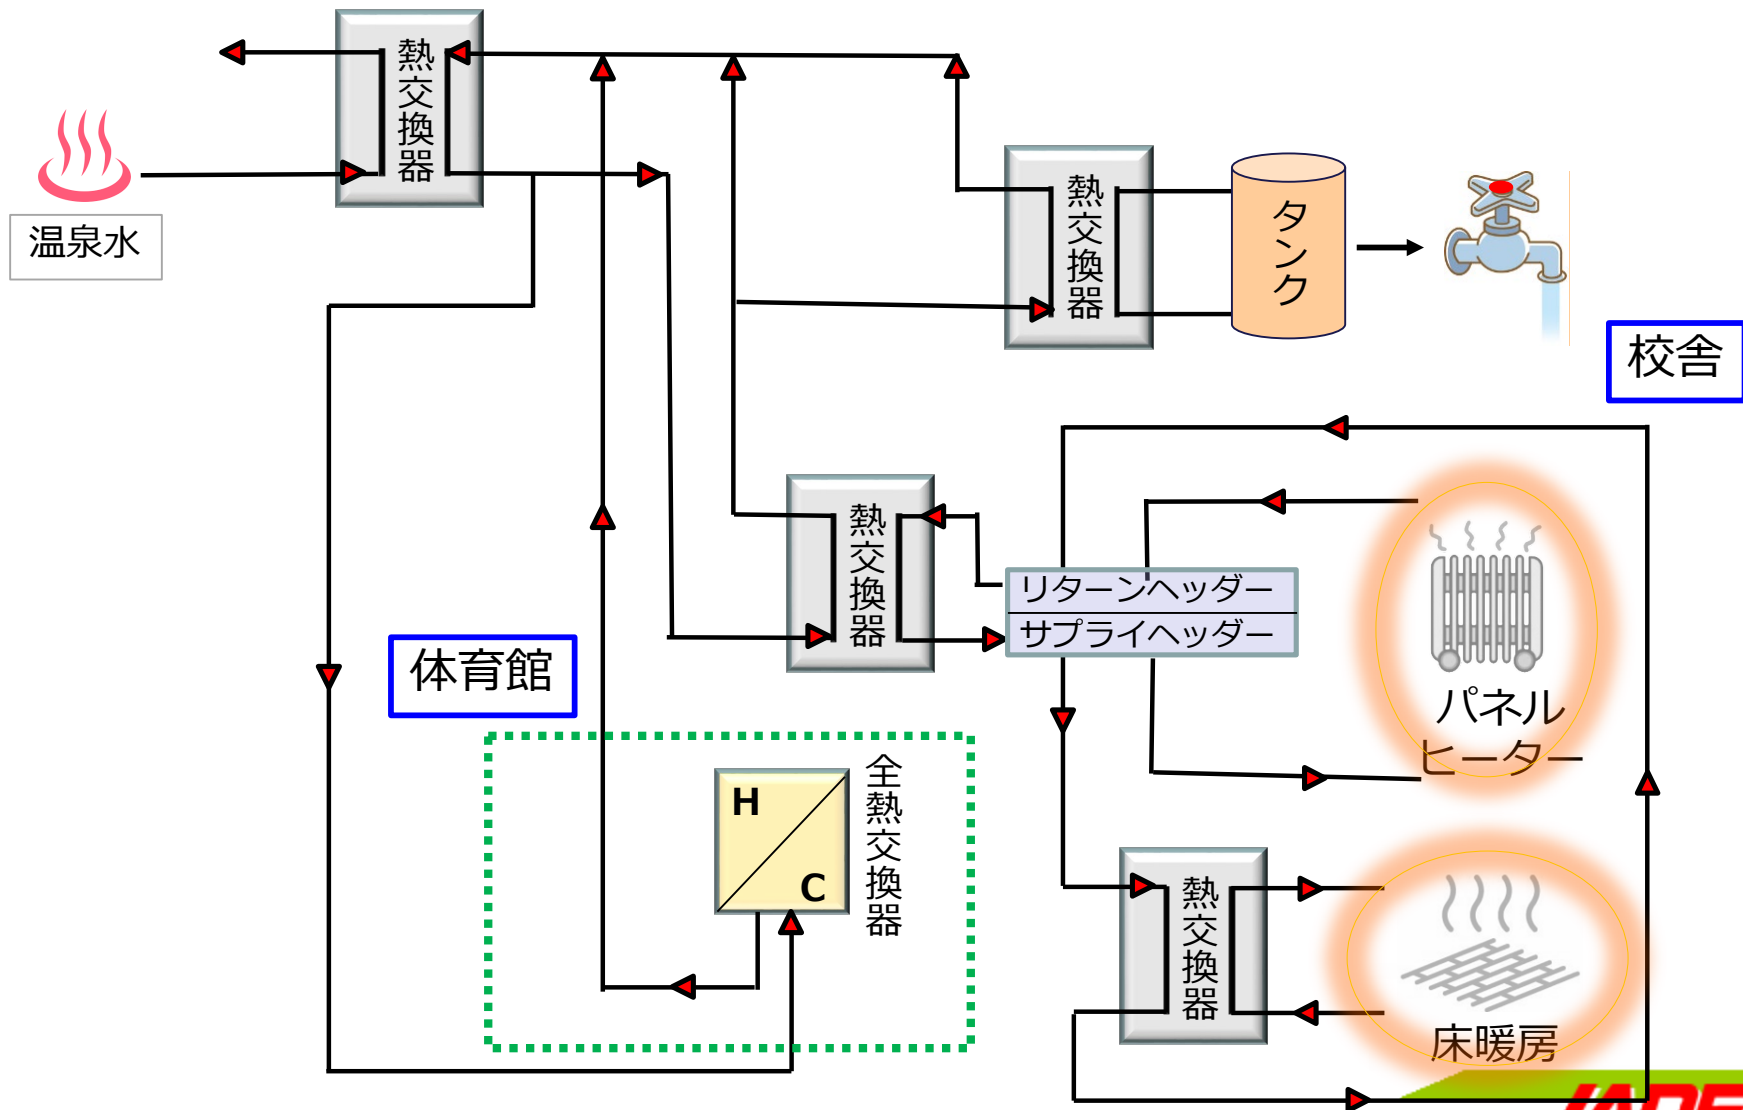 熱交換器
温泉水
熱交換器
タンク
校舎
熱交換器
リターンヘッダー
サプライヘッダー
体育館
パネル
ヒーター
H
C
全熱交換器
熱交換器
床暖房